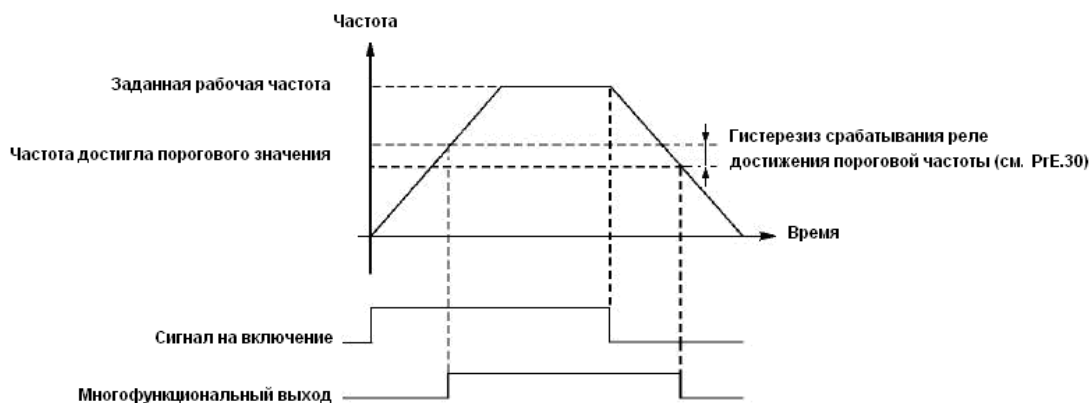 Частота
Заданная рабочая частота
Частота достигла порогового значения
Гистерезиз срабатывания реле
достижения пороговой частоты (см. PrE.30)
Время
Сигнал на включение
Многофункциональный выход